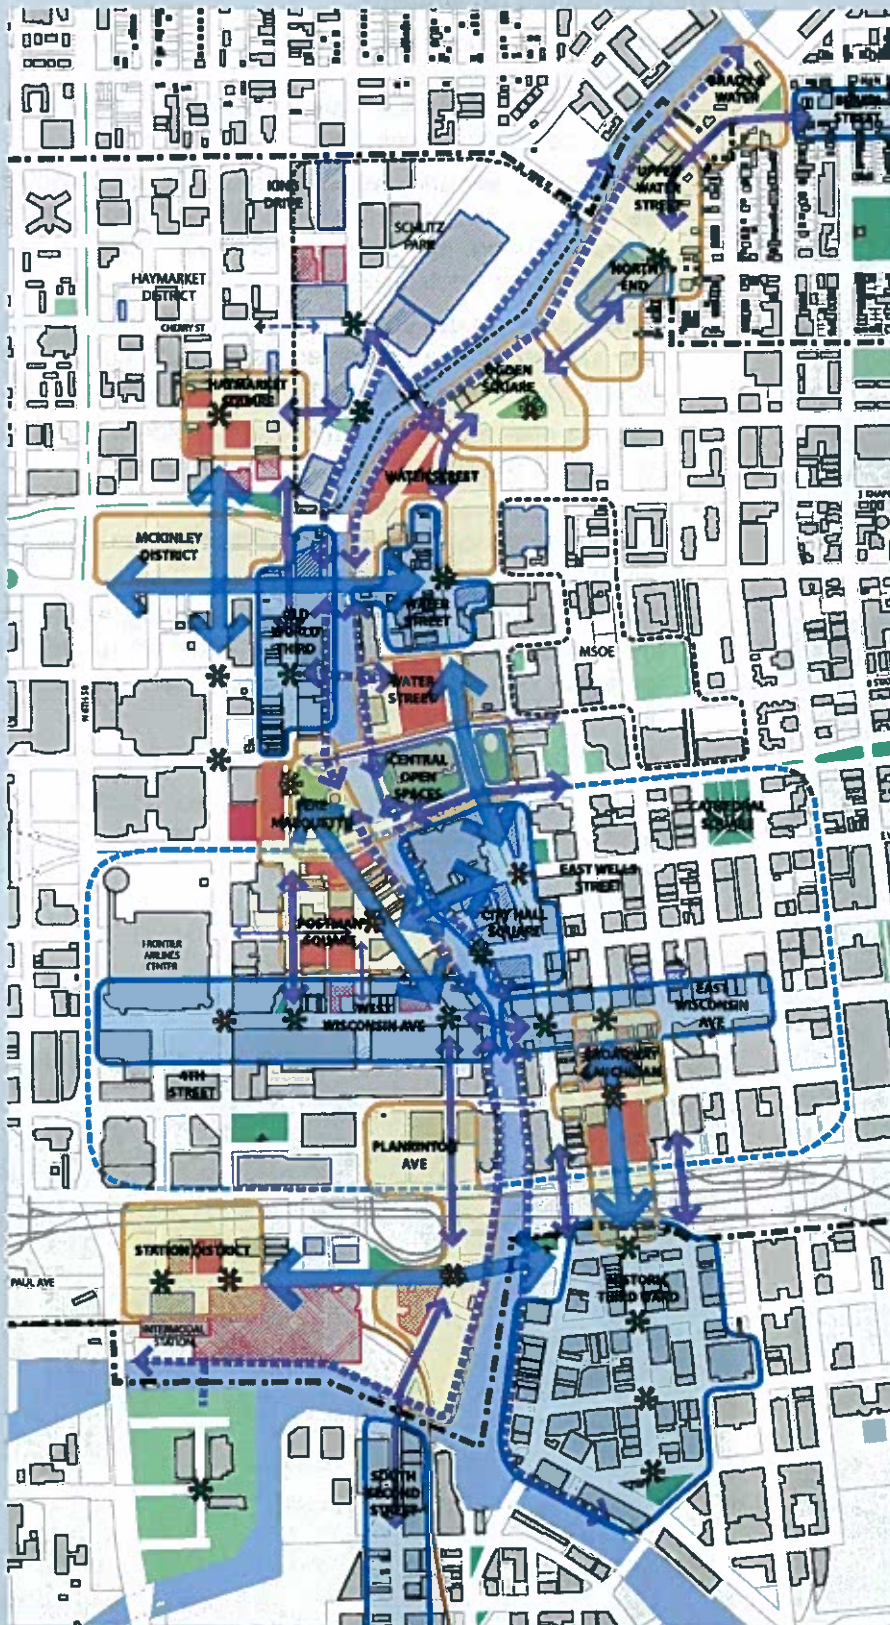 BRADY &
WATER
STREET
KING
DRIVE
UPPER
WATER
STREET
SCHLITZ
PARK
NORTH
END
HAYMARKET
DISTRICT
CHERRY ST
OGDEN
SQUARE
HAYMARKET
SQUARE
WATER STREET
MCKINLEY
DISTRICT
OLD
WORLD
THIRD
WATER
STREET
MSOE
WATER
STREET
CENTRAL
OPEN
SPACES
PERE
MARQUETTE
CATHEDRAL
SQUARE
EAST WELLS
STREET
CITY HALL
SQUARE
POSTMAN
SQUARE
FRONTIER
AIRLINES
CENTER
EAST
WISCONSIN
AVE
WEST
WISCONSIN AVE
BROADWAY
& MICHIGAN
4TH
STREET
PLANKINTON
AVE
STATION DISTRICT
PAUL AVE
HISTORIC
THIRD WARD
INTERMODAL
STATION
SOUTH
SECOND
STREET